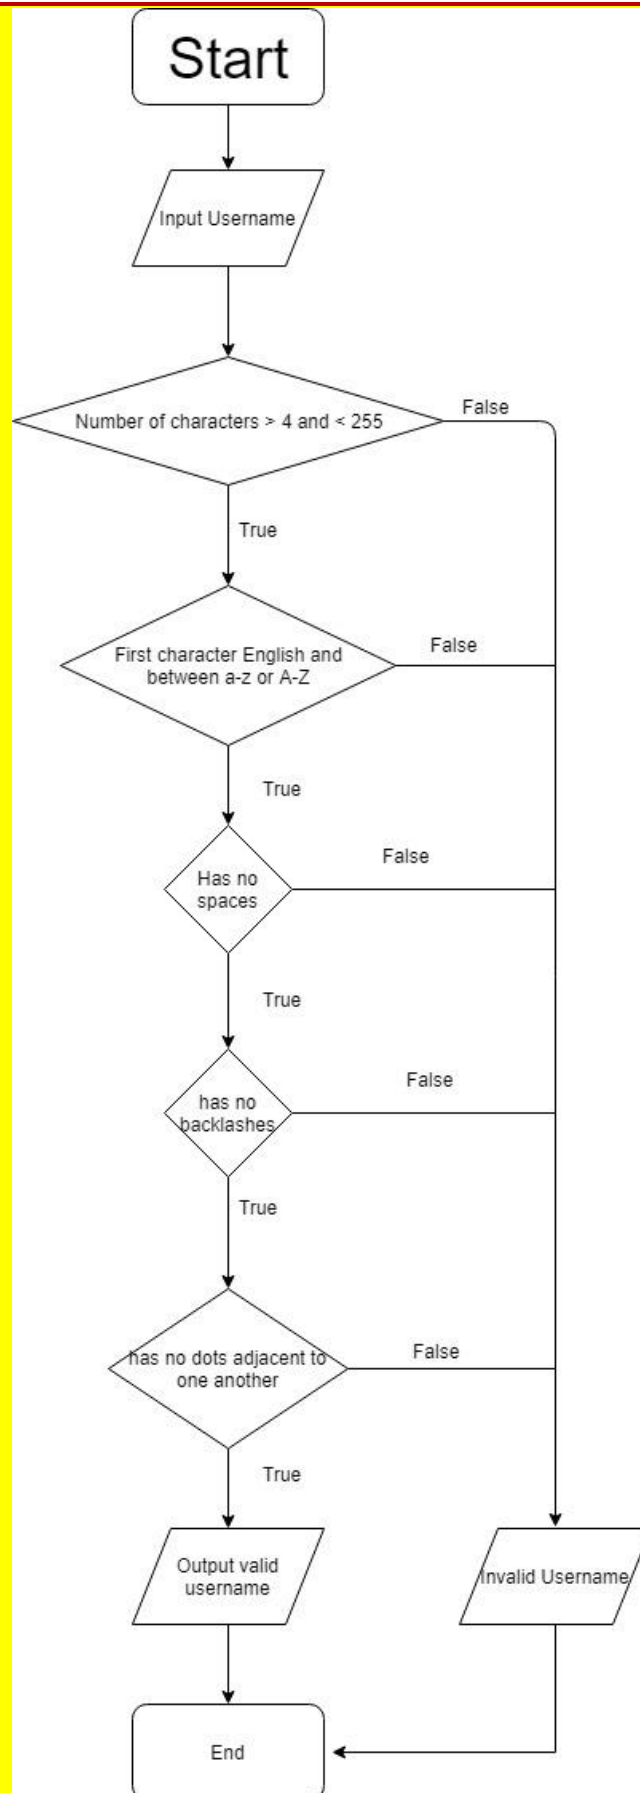 Start
Input Username
Number of characters > 4 and < 255
False
True
First character English and
between a-z or A-Z
False
True
Has no
spaces
False
True
has no
backlashes
False
True
has no dots adjacent to
one another
False
True
Output valid
username
Invalid Username
End